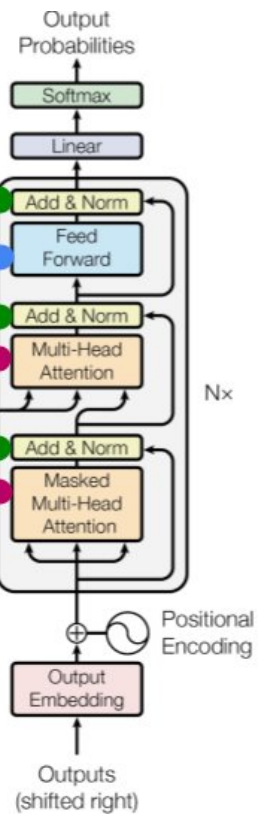 Output
Probabilities
Softmax
Linear
Add & Norm
Feed
Forward
Add & Norm
Multi-Head
Attention
N×
Add & Norm
Masked
Multi-Head
Attention
Positional
Encoding
Output
Embedding
Outputs
(shifted right)